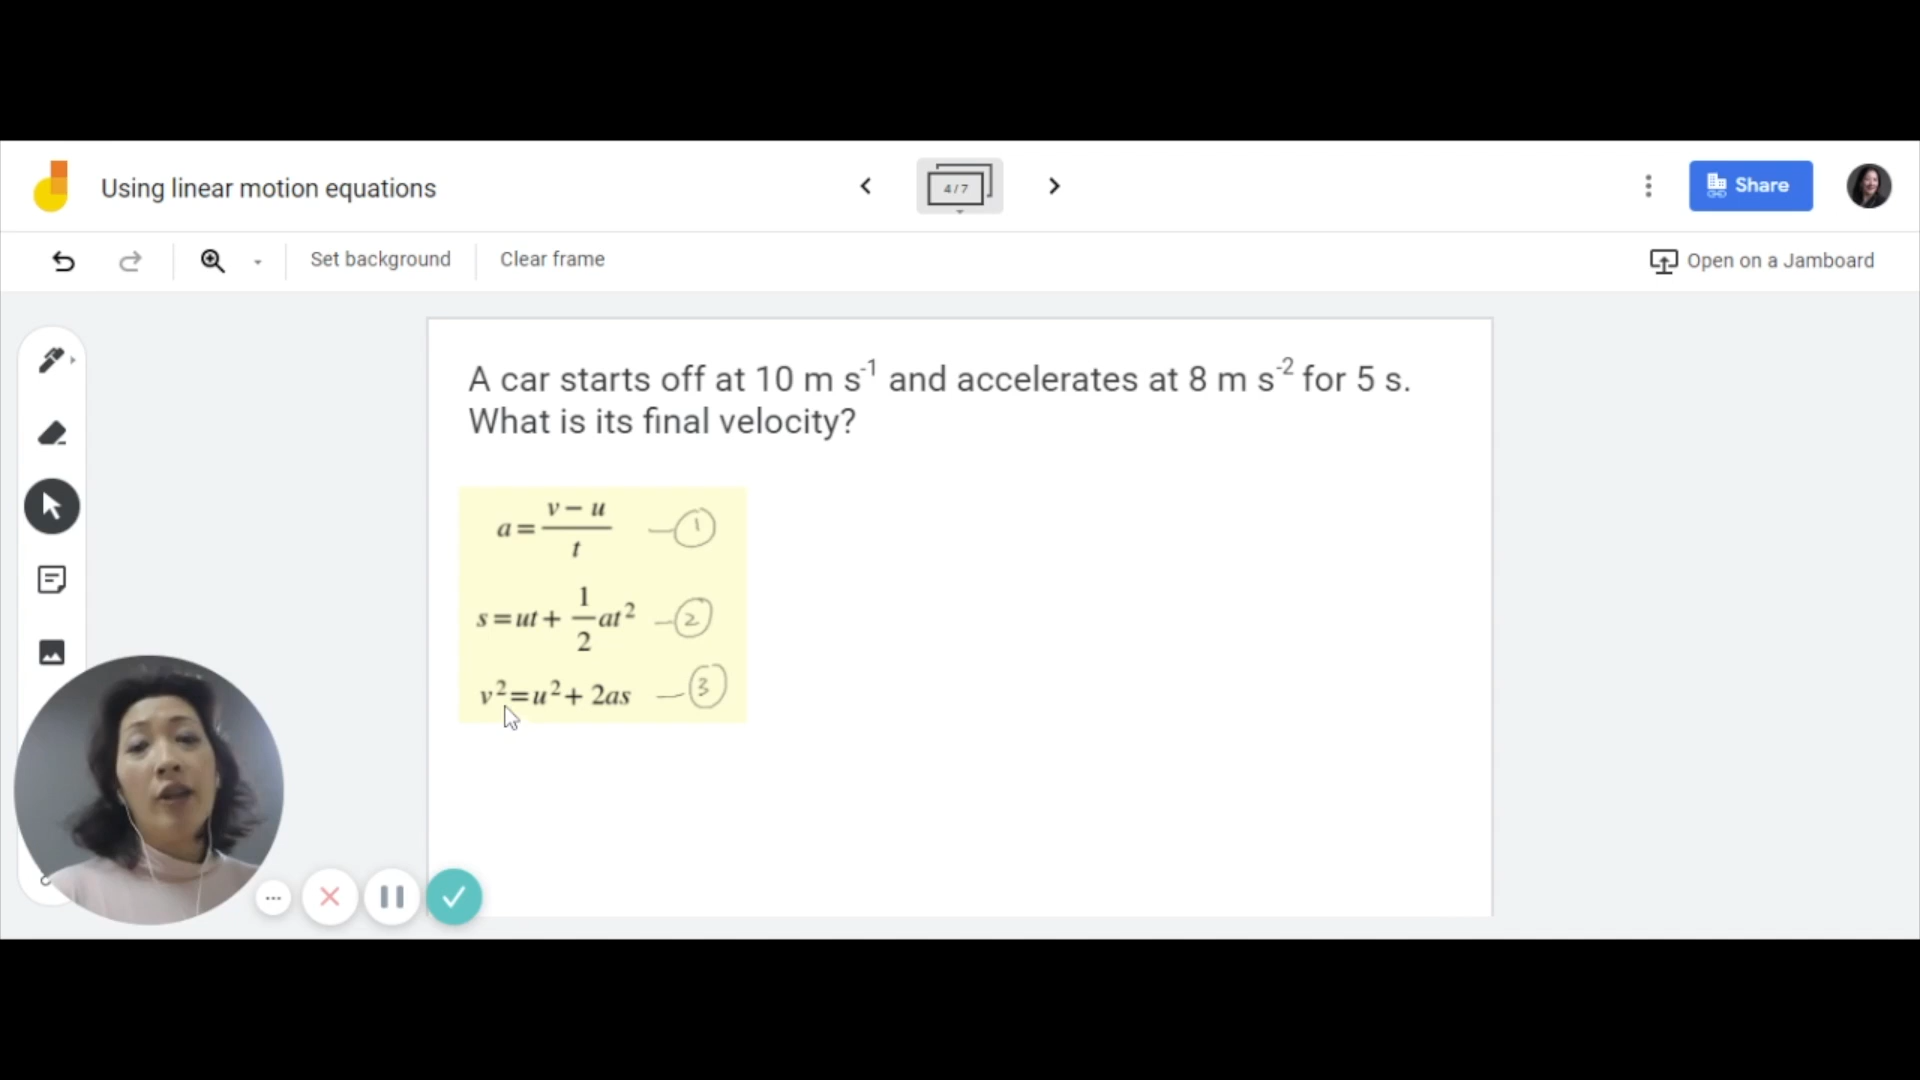 Using linear motion equations
4/7
Share
Set background
Clear frame
Open on a Jamboard
A car starts off at 10 m s⁻¹ and accelerates at 8 m s⁻² for 5 s.
What is its final velocity?
a = (v − u)/t — ①
s = ut + 1/2 at² — ②
v² = u² + 2as — ③